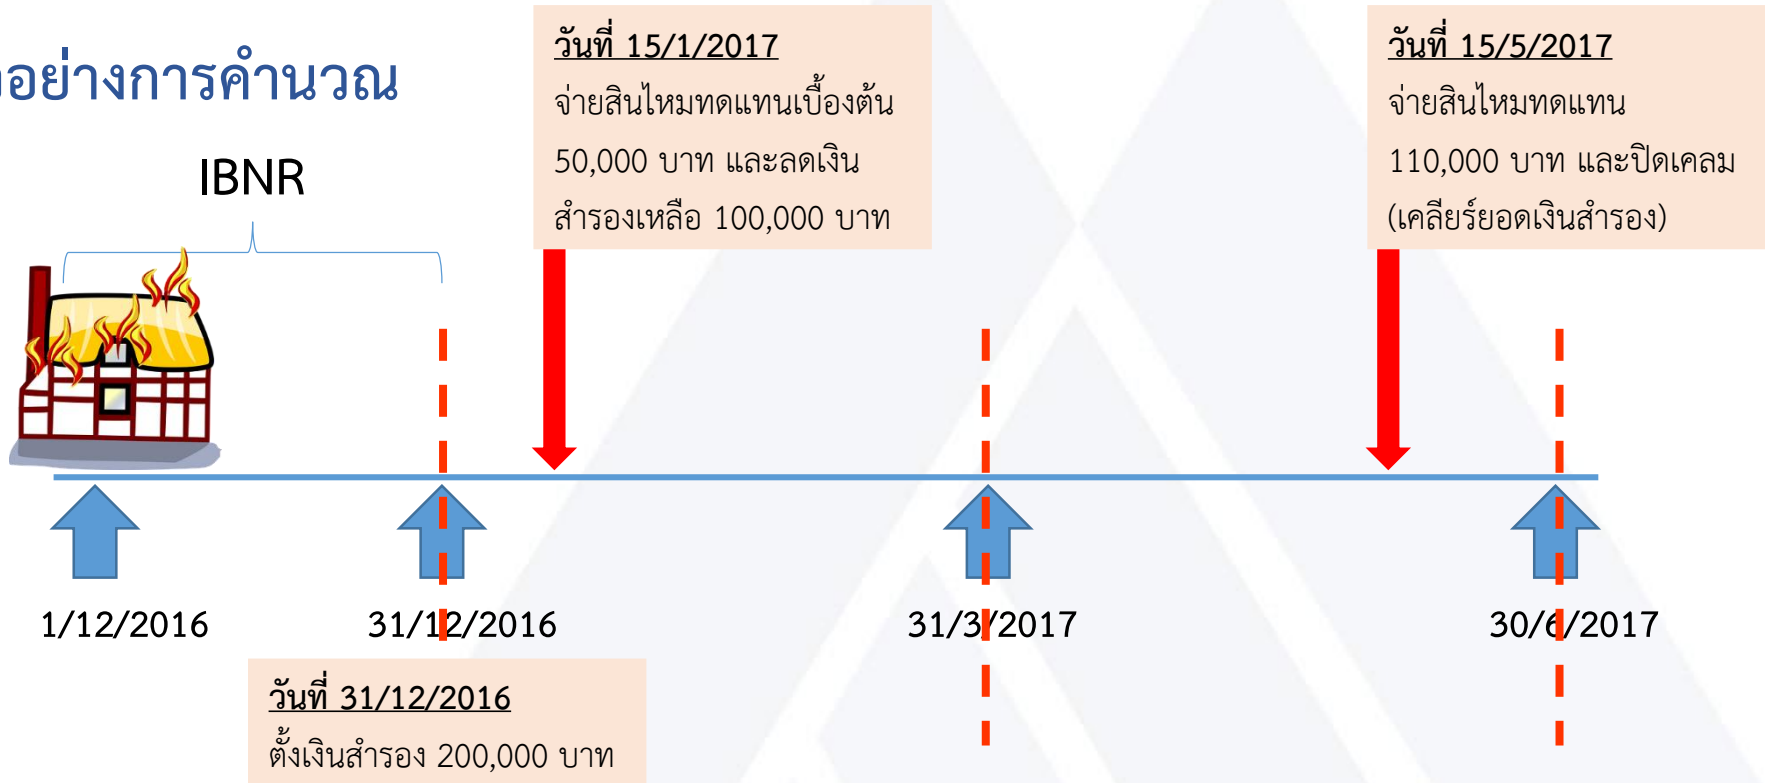 อย่างการคำนวณ
IBNR
วันที่ 15/1/2017
จ่ายสินไหมทดแทนเบื้องต้น
50,000 บาท และลดเงิน
สำรองเหลือ 100,000 บาท
วันที่ 15/5/2017
จ่ายสินไหมทดแทน
110,000 บาท และปิดเคลม
(เคลียร์ยอดเงินสำรอง)
1/12/2016
31/12/2016
31/3/2017
30/6/2017
วันที่ 31/12/2016
ตั้งเงินสำรอง 200,000 บาท